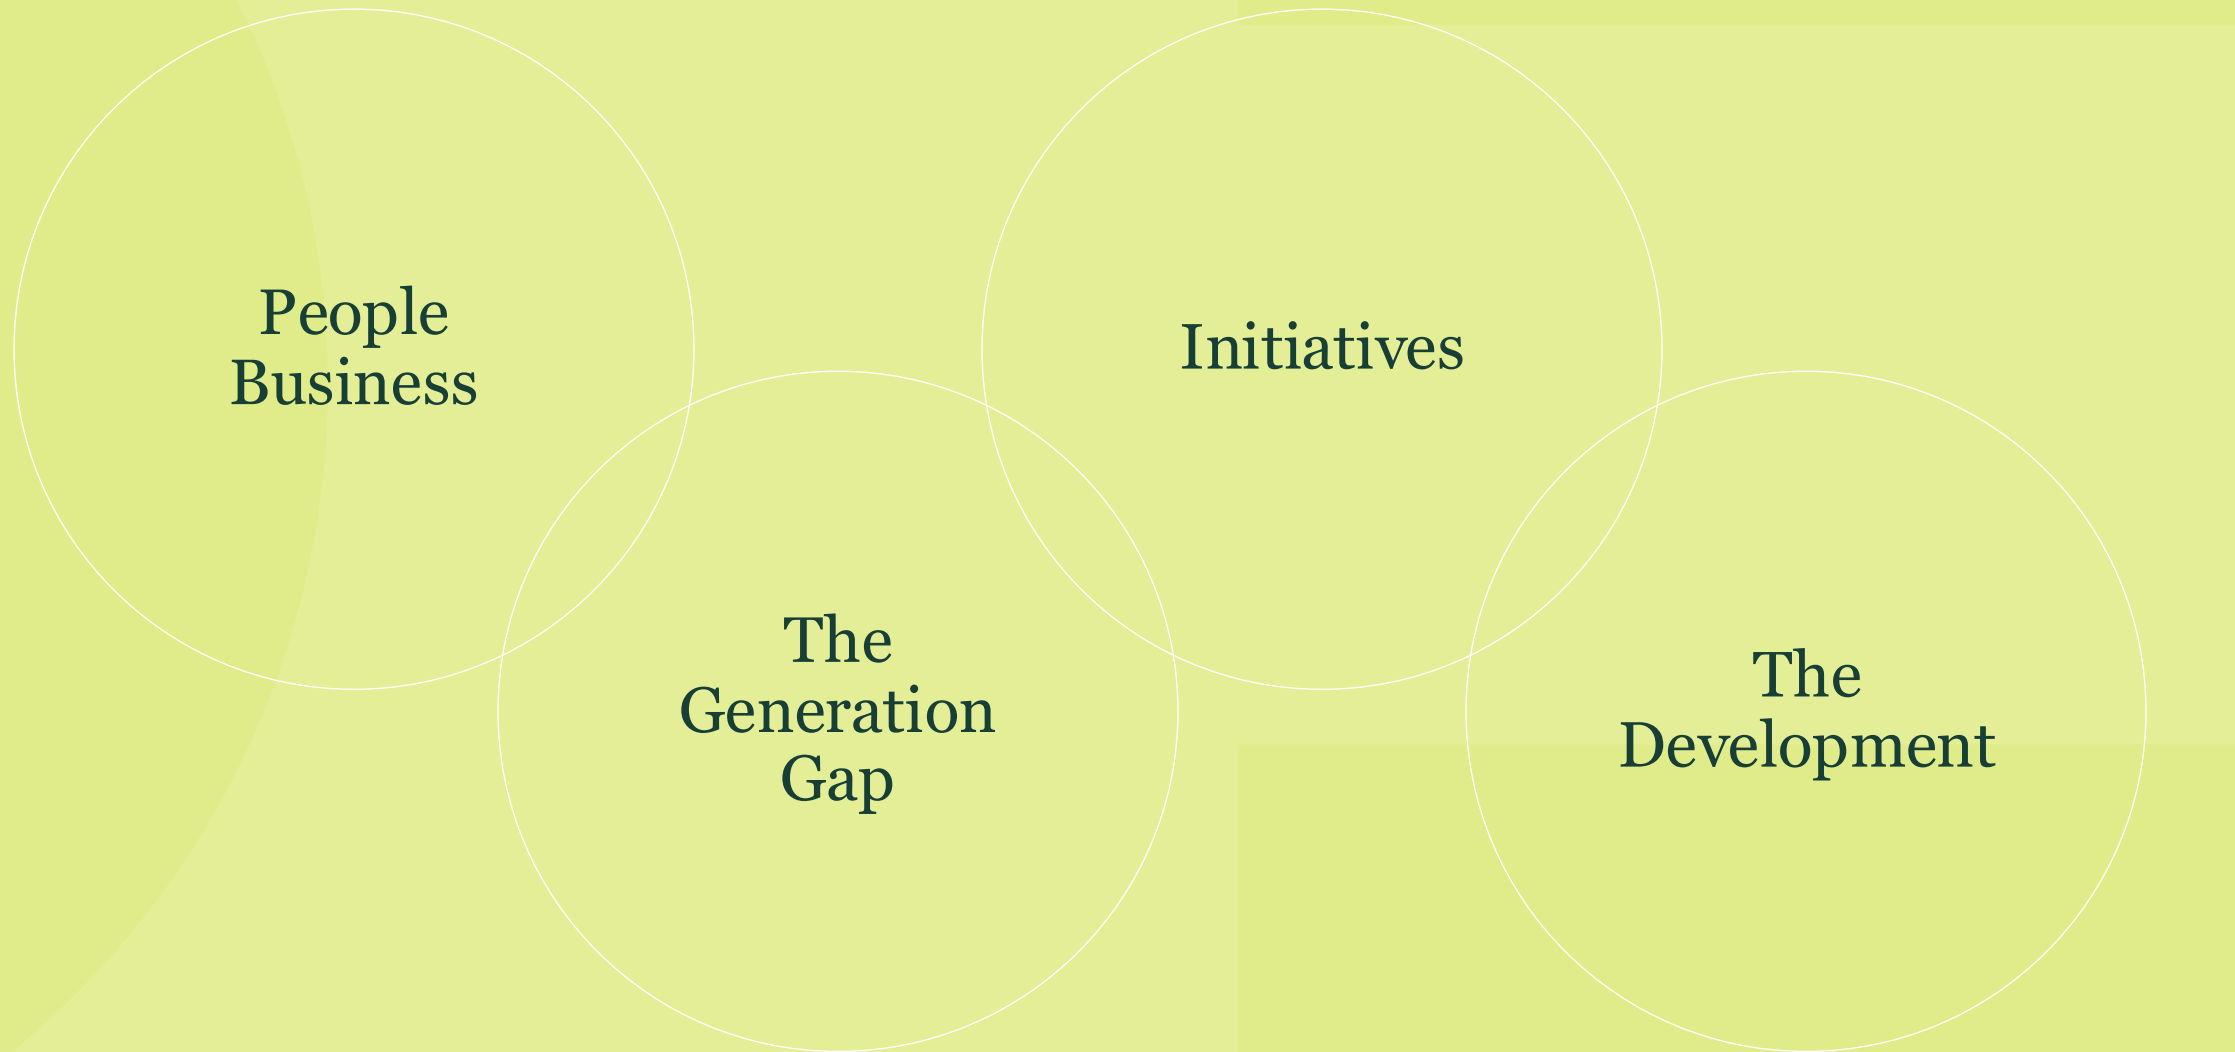 People
Business
The
Generation
Gap
Initiatives
The
Development